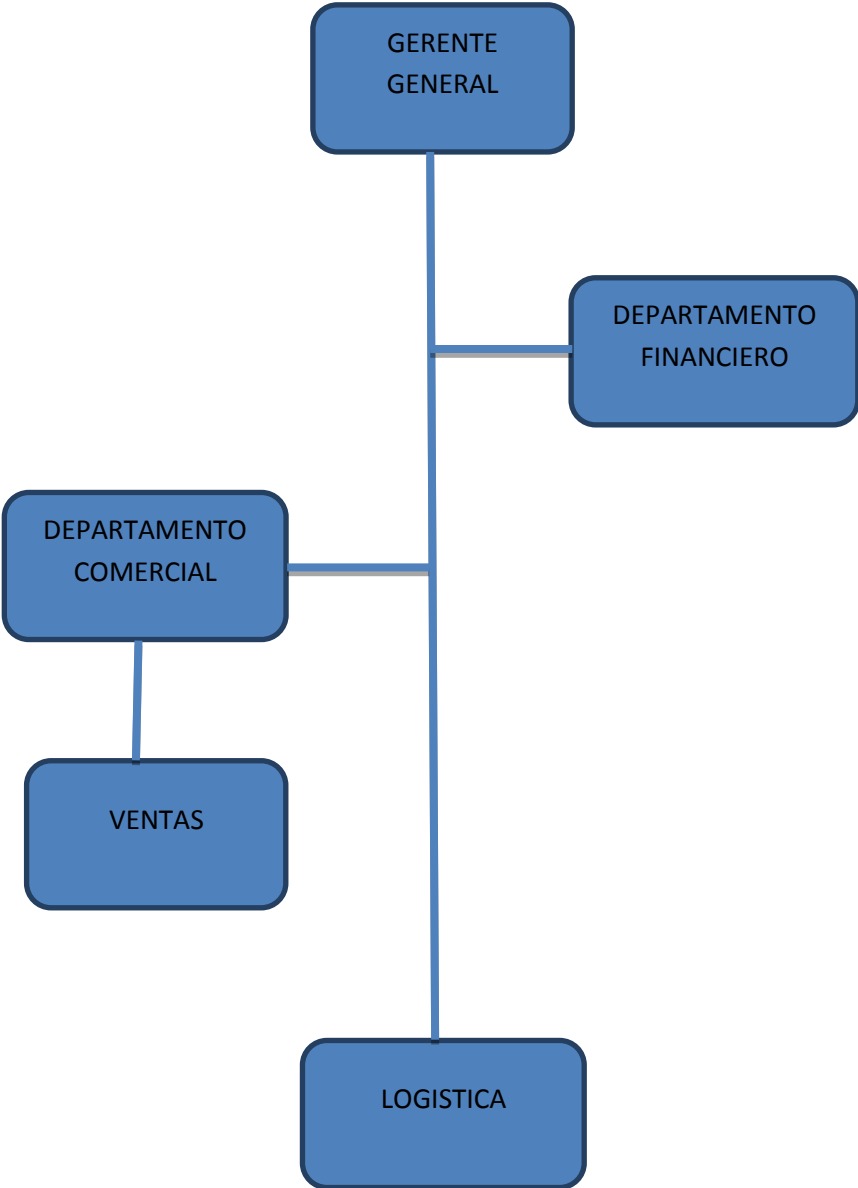 GERENTE
GENERAL
DEPARTAMENTO
FINANCIERO
DEPARTAMENTO
COMERCIAL
VENTAS
LOGISTICA